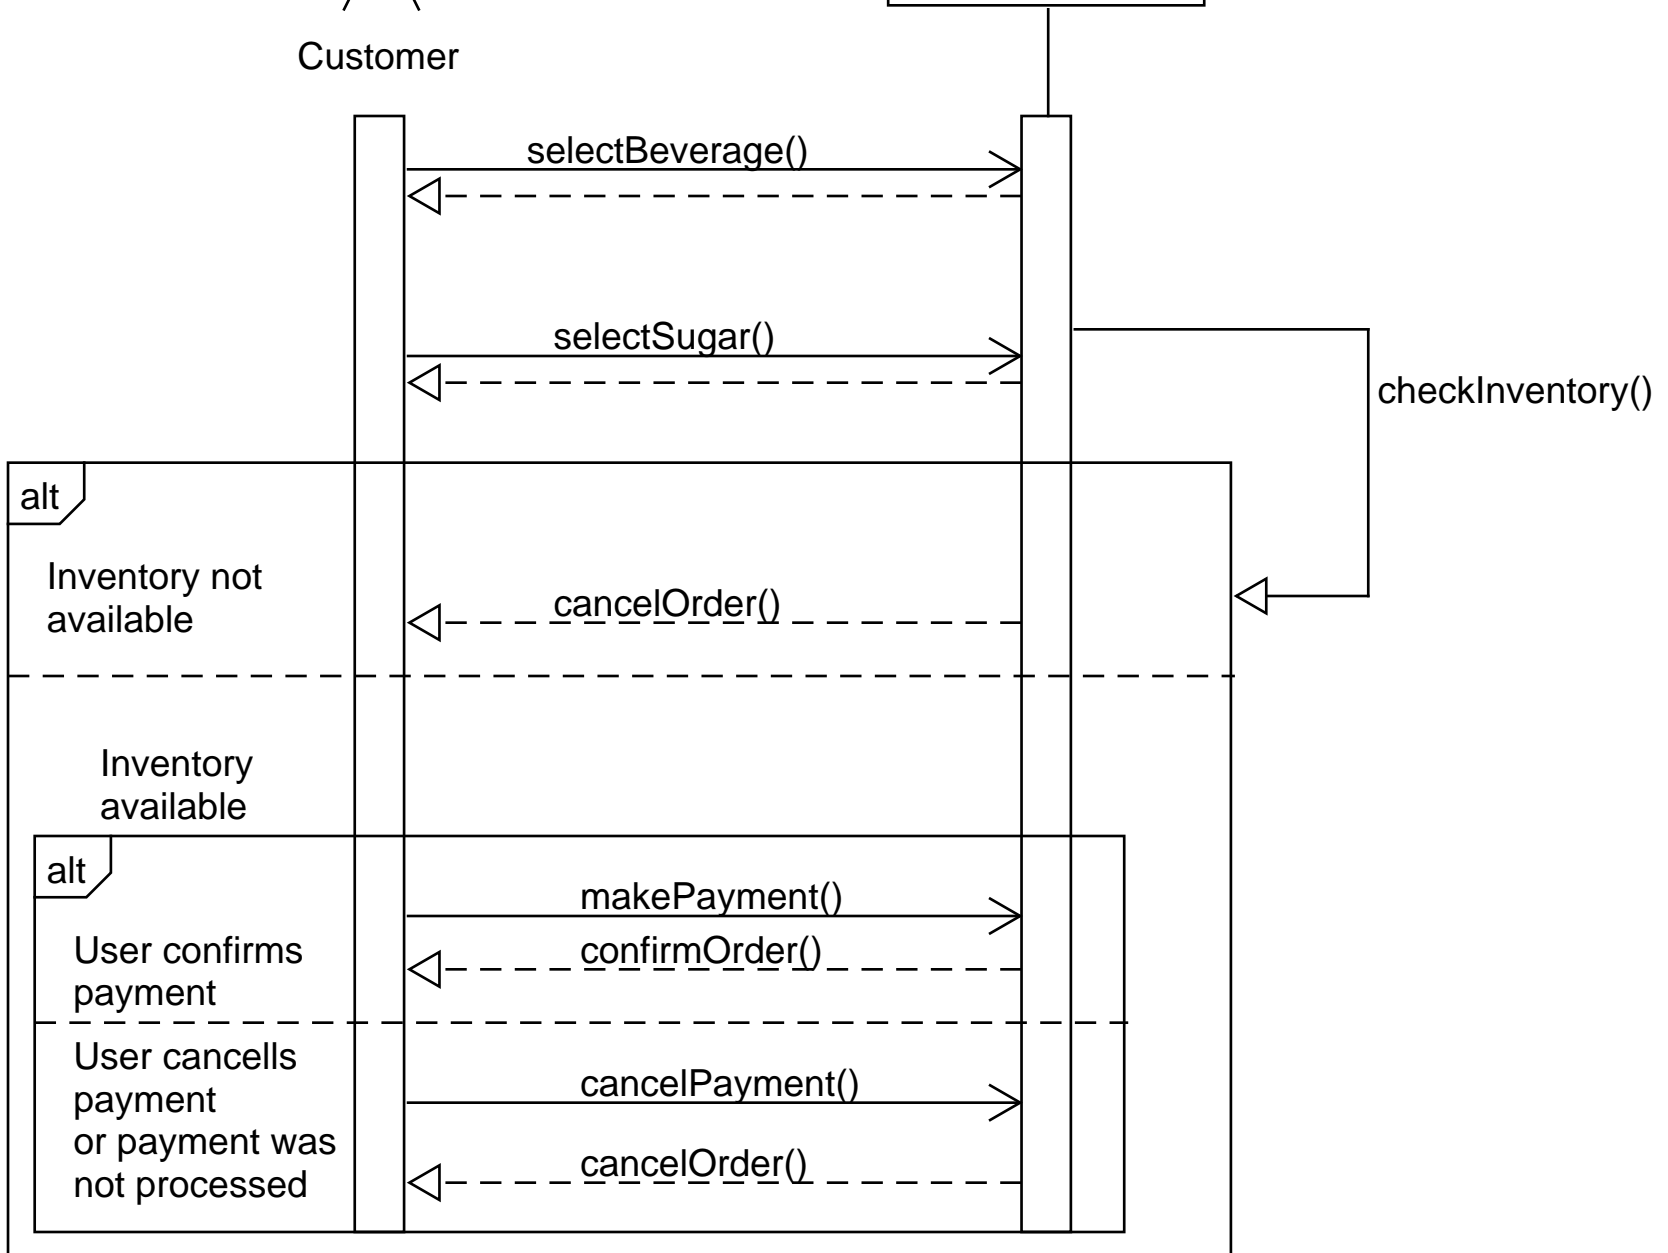 Customer
selectBeverage()
selectSugar()
checkInventory()
alt
Inventory not
available
cancelOrder()
Inventory
available
alt
makePayment()
User confirms
payment
confirmOrder()
User cancells
payment
or payment was
not processed
cancelPayment()
cancelOrder()